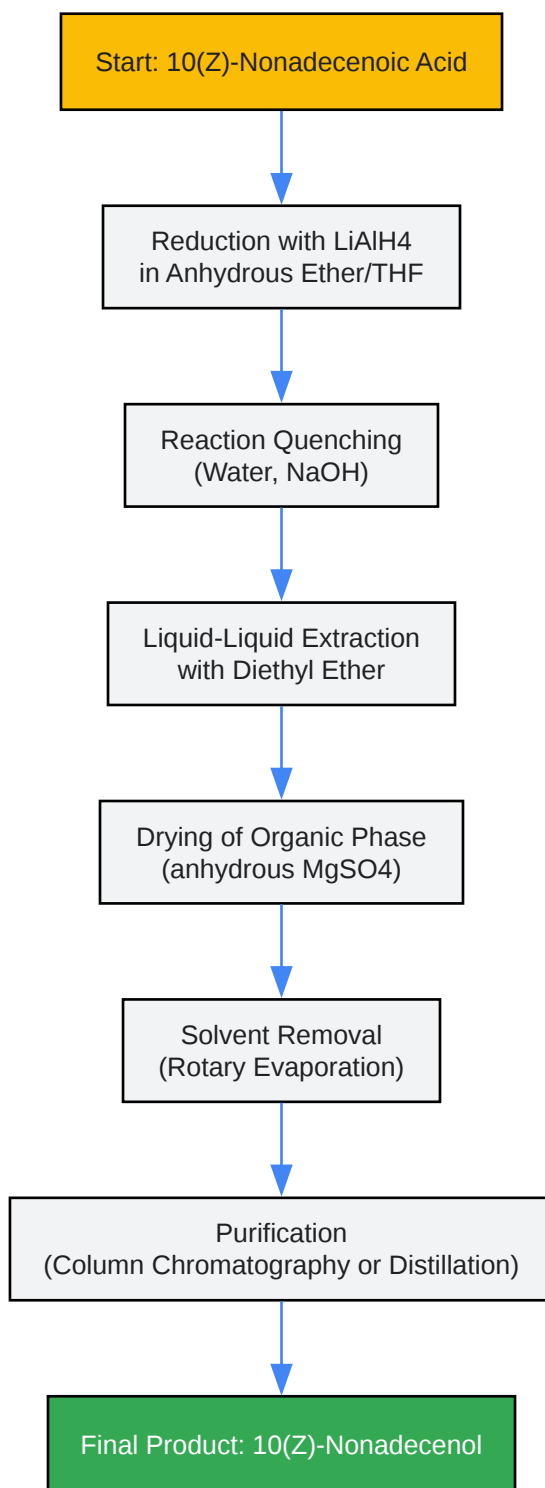 Start: 10(Z)-Nonadecenoic Acid
Reduction with LiAlH4
in Anhydrous Ether/THF
Reaction Quenching
(Water, NaOH)
Liquid-Liquid Extraction
with Diethyl Ether
Drying of Organic Phase
(anhydrous MgSO4)
Solvent Removal
(Rotary Evaporation)
Purification
(Column Chromatography or Distillation)
Final Product: 10(Z)-Nonadecenol